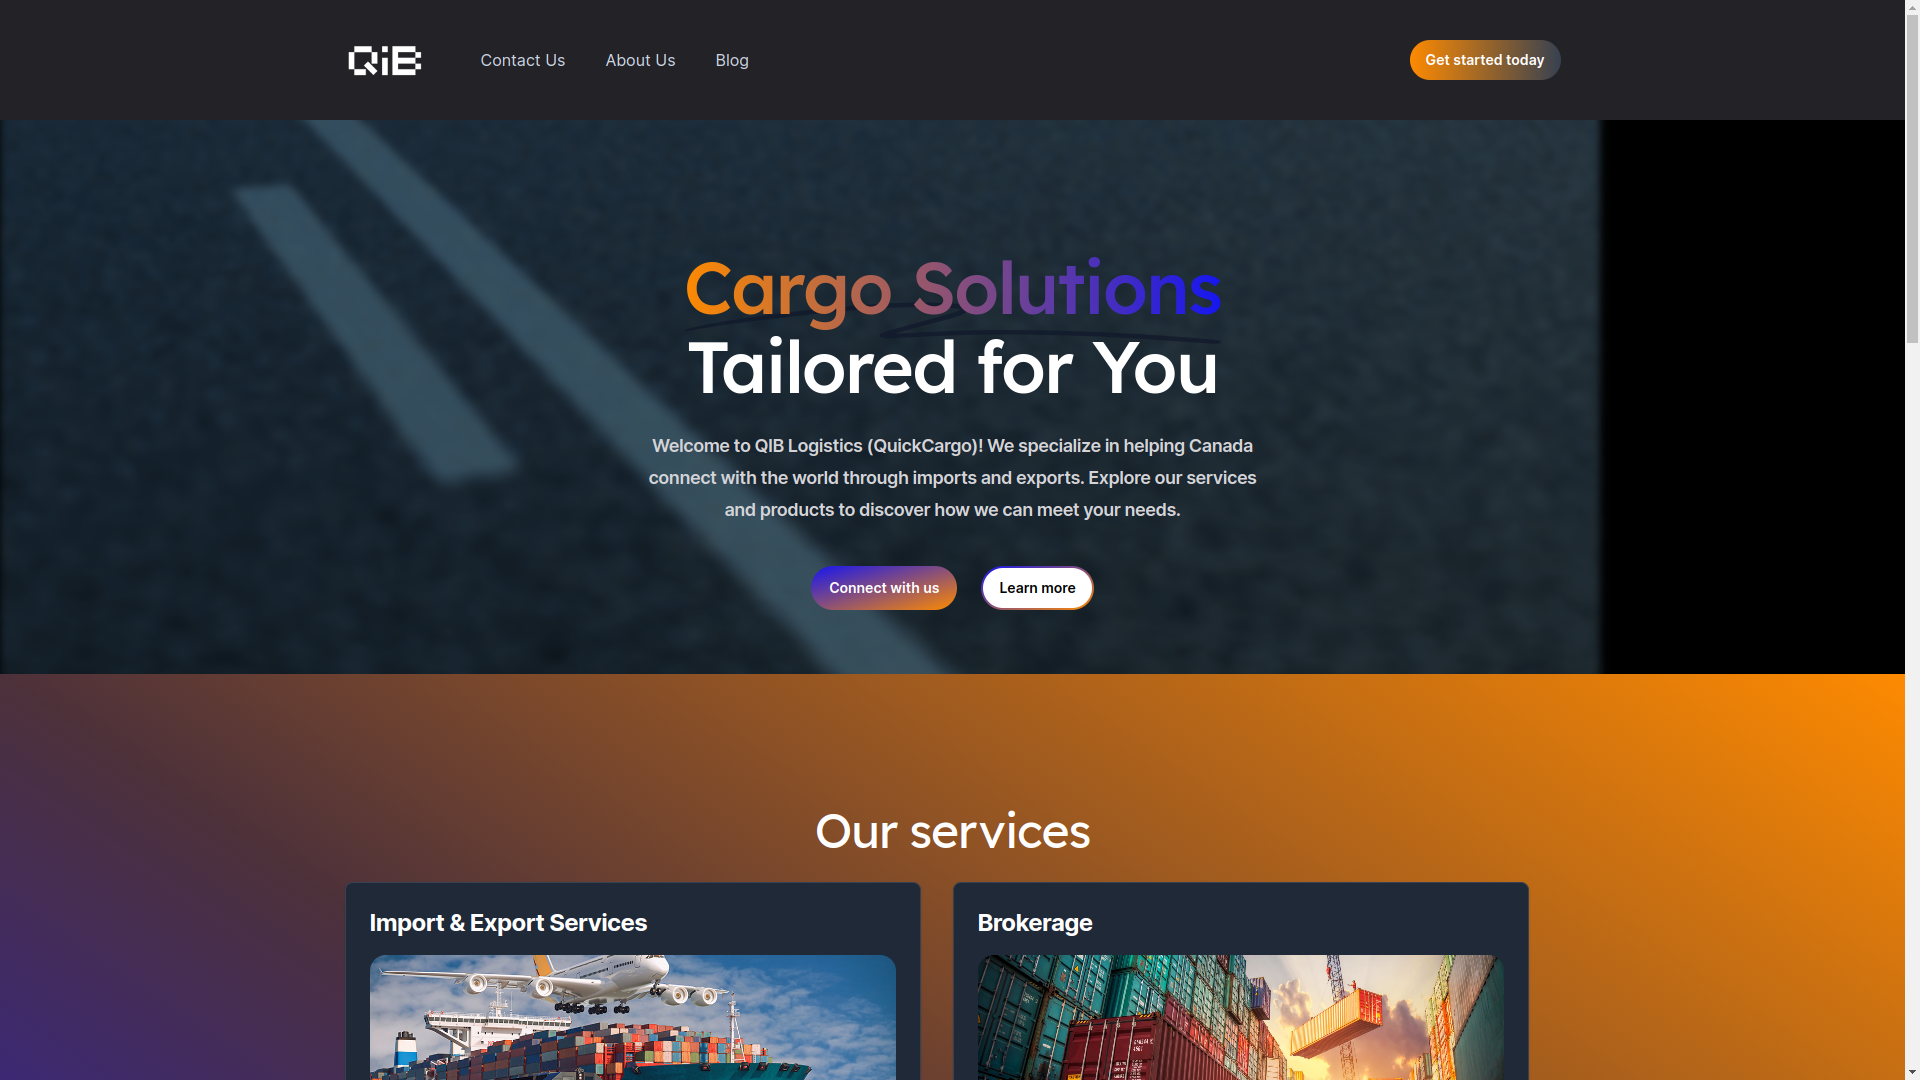 QiB
Contact Us
About Us
Blog
Get started today
Cargo Solutions
Tailored for You
Welcome to QIB Logistics (QuickCargo)! We specialize in helping Canada
connect with the world through imports and exports. Explore our services
and products to discover how we can meet your needs.
Connect with us
Learn more
Our services
Import & Export Services
Brokerage